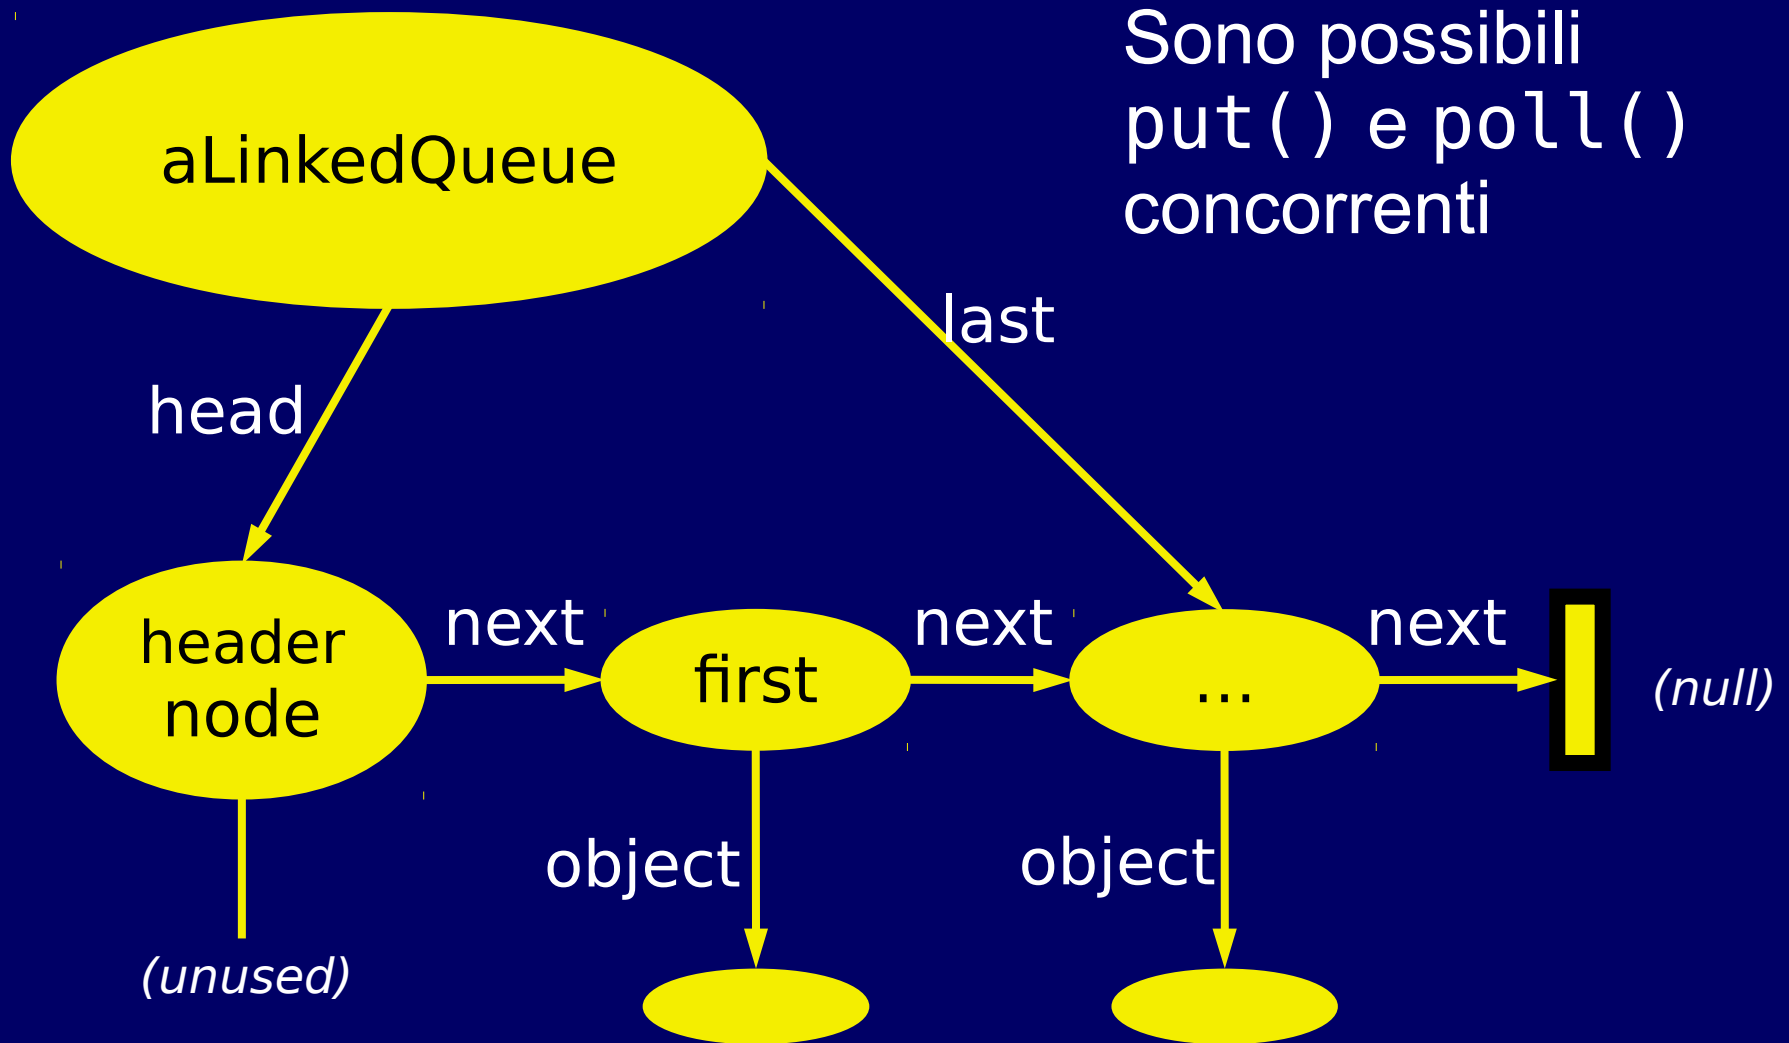 Sono possibili
put() e poll()
concorrenti
aLinkedQueue
last
head
header
node
next
first
next
...
next
(null)
object
object
(unused)